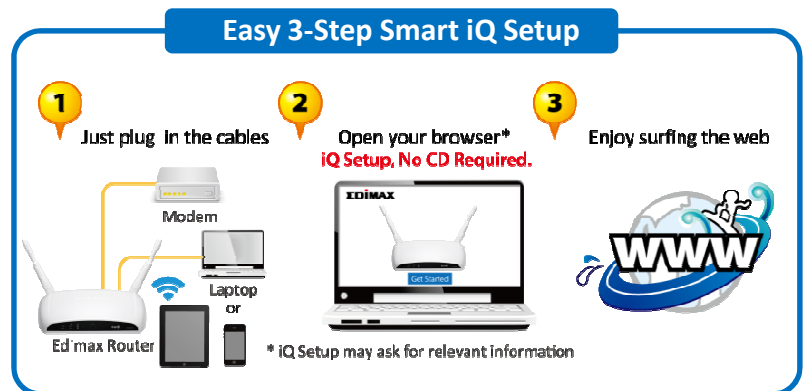 Easy 3-Step Smart iQ Setup
1
Just plug in the cables
Modem
Laptop
or
Edimax Router
2
Open your browser*
iQ Setup, No CD Required.
EDIMAX
Get Started
* iQ Setup may ask for relevant information
3
Enjoy surfing the web
WWW